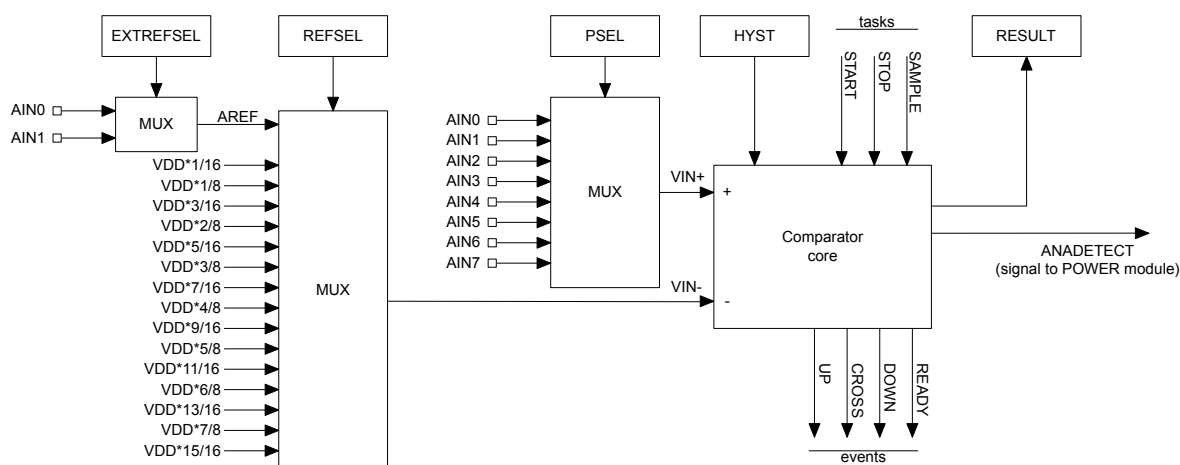 EXTREFSEL
REFSEL
PSEL
HYST
tasks
START
STOP
SAMPLE
RESULT
AIN0
AIN1
MUX
AREF
VDD*1/16
VDD*1/8
VDD*3/16
VDD*2/8
VDD*5/16
VDD*3/8
VDD*7/16
VDD*4/8
VDD*9/16
VDD*5/8
VDD*11/16
VDD*6/8
VDD*13/16
VDD*7/8
VDD*15/16
MUX
AIN0
AIN1
AIN2
AIN3
AIN4
AIN5
AIN6
AIN7
MUX
VIN+
VIN-
+
-
Comparator
core
ANADETECT
(signal to POWER module)
UP
CROSS
DOWN
READY
events